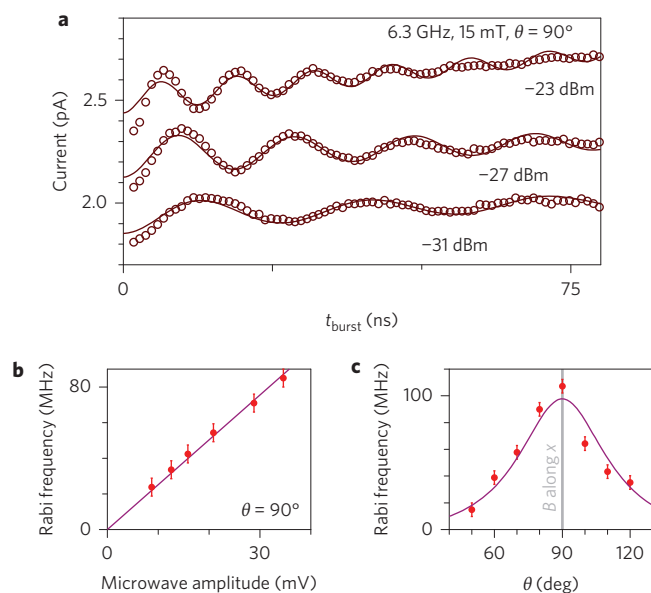 a
6.3 GHz, 15 mT, θ = 90°
2.5
−23 dBm
Current (pA)
−27 dBm
2.0
−31 dBm
0
75
t_burst (ns)
b
80
Rabi frequency (MHz)
θ = 90°
0
0
30
Microwave amplitude (mV)
c
100
Rabi frequency (MHz)
B along x
0
60
90
120
θ (deg)